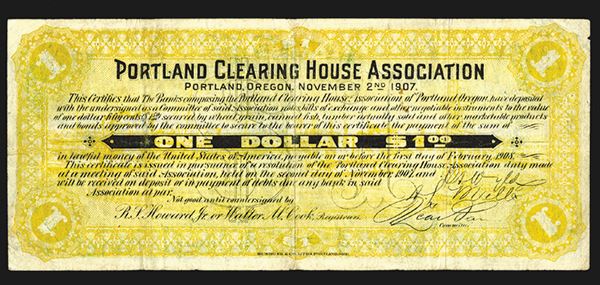 PORTLAND CLEARING HOUSE ASSOCIATION
PORTLAND, OREGON, NOVEMBER 2ND 1907.
This Certifies that The Banks composing the Portland Clearing House Association of Portland, Oregon, have deposited
with the undersigned as a Committee of said Association, notes bills of exchange and other negotiable instruments to the value
of one dollar fifty cents secured by wheat, grain, canned fish, lumber actually sold and other marketable products
and bonds approved by the committee to secure to the bearer of this certificate the payment of the sum of
ONE DOLLAR $1.00
in lawful money of the United States of America, payable on or before the first day of February, 1908.
This certificate is issued in pursuance of a resolution of the Portland Clearing House Association duly made
at a meeting of said Association, held on the second day of November, 1907, and
will be received on deposit or in payment of debts due any bank in said
Association at par.
Not good until countersigned by
R.S. Howard, Jr. or Walter M. Cook, Registrars.
Committee.
1
1
1
1